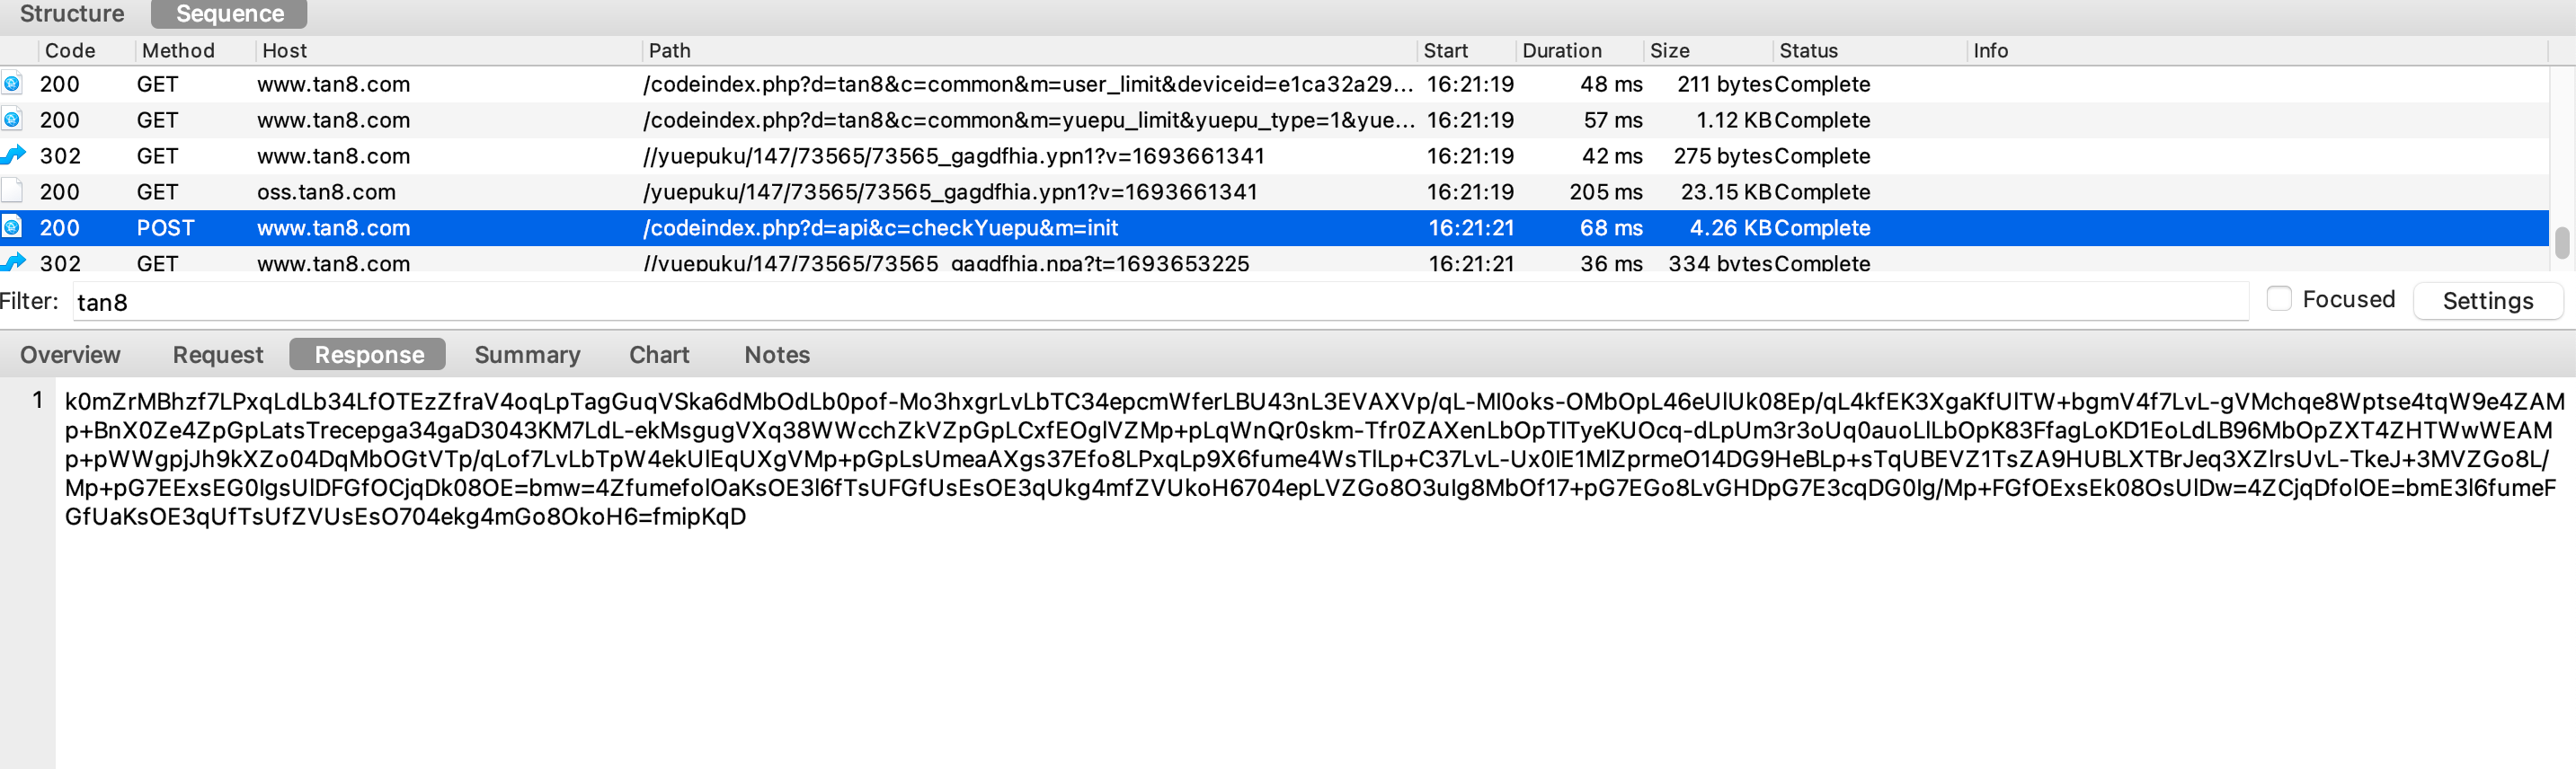 Structure Sequence
Code Method Host Path Start Duration Size Status Info
200 GET www.tan8.com /codeindex.php?d=tan8&c=common&m=user_limit&deviceid=e1ca32a29... 16:21:19 48 ms 211 bytes Complete
200 GET www.tan8.com /codeindex.php?d=tan8&c=common&m=yuepu_limit&yuepu_type=1&yue... 16:21:19 57 ms 1.12 KB Complete
302 GET www.tan8.com //yuepuku/147/73565/73565_gagdfhia.ypn1?v=1693661341 16:21:19 42 ms 275 bytes Complete
200 GET oss.tan8.com /yuepuku/147/73565/73565_gagdfhia.ypn1?v=1693661341 16:21:19 205 ms 23.15 KB Complete
200 POST www.tan8.com /codeindex.php?d=api&c=checkYuepu&m=init 16:21:21 68 ms 4.26 KB Complete
302 GET www.tan8.com //yuepuku/147/73565/73565_gagdfhia.npa?t=1693653225 16:21:21 36 ms 334 bytes Complete
Filter: tan8 Focused Settings
Overview Request Response Summary Chart Notes
1 k0mZrMBhzf7LPxqLdLb34LfOTEzZfraV4oqLpTagGuqVSka6dMbOdLb0pof-Mo3hxgrLvLbTC34epcmWferLBU43nL3EVAXVp/qL-Ml0oks-OMbOpL46eUlUk08Ep/qL4kfEK3XgaKfUlTW+bgmV4f7LvL-gVMchqe8Wptse4tqW9e4ZAM
p+BnX0Ze4ZpGpLatsTrecepga34gaD3043KM7LdL-ekMsgugVXq38WWcchZkVZpGpLCxfEOglVZMp+pLqWnQr0skm-Tfr0ZAXenLbOpTlTyeKUOcq-dLpUm3r3oUq0auoLlLbOpK83FfagLoKD1EoLdLB96MbOpZXT4ZHTWwWEAM
p+pWWgpjJh9kXZo04DqMbOGtVTp/qLof7LvLbTpW4ekUlEqUXgVMp+pGpLsUmeaAXgs37Efo8LPxqLp9X6fume4WsTlLp+C37LvL-Ux0lE1MlZprmeO14DG9HeBLp+sTqUBEVZ1TsZA9HUBLXTBrJeq3XZlrsUvL-TkeJ+3MVZGo8L/
Mp+pG7EExsEG0lgsUlDFGfOCjqDk08OE=bmw=4ZfumefolOaKsOE3l6fTsUFGfUsEsOE3qUkg4mfZVUkoH6704epLVZGo8O3ulg8MbOf17+pG7EGo8LvGHDpG7E3cqDG0lg/Mp+FGfOExsEk08OsUlDw=4ZCjqDfolOE=bmE3l6fumeF
GfUaKsOE3qUfTsUfZVUsEsO704ekg4mGo8OkoH6=fmipKqD